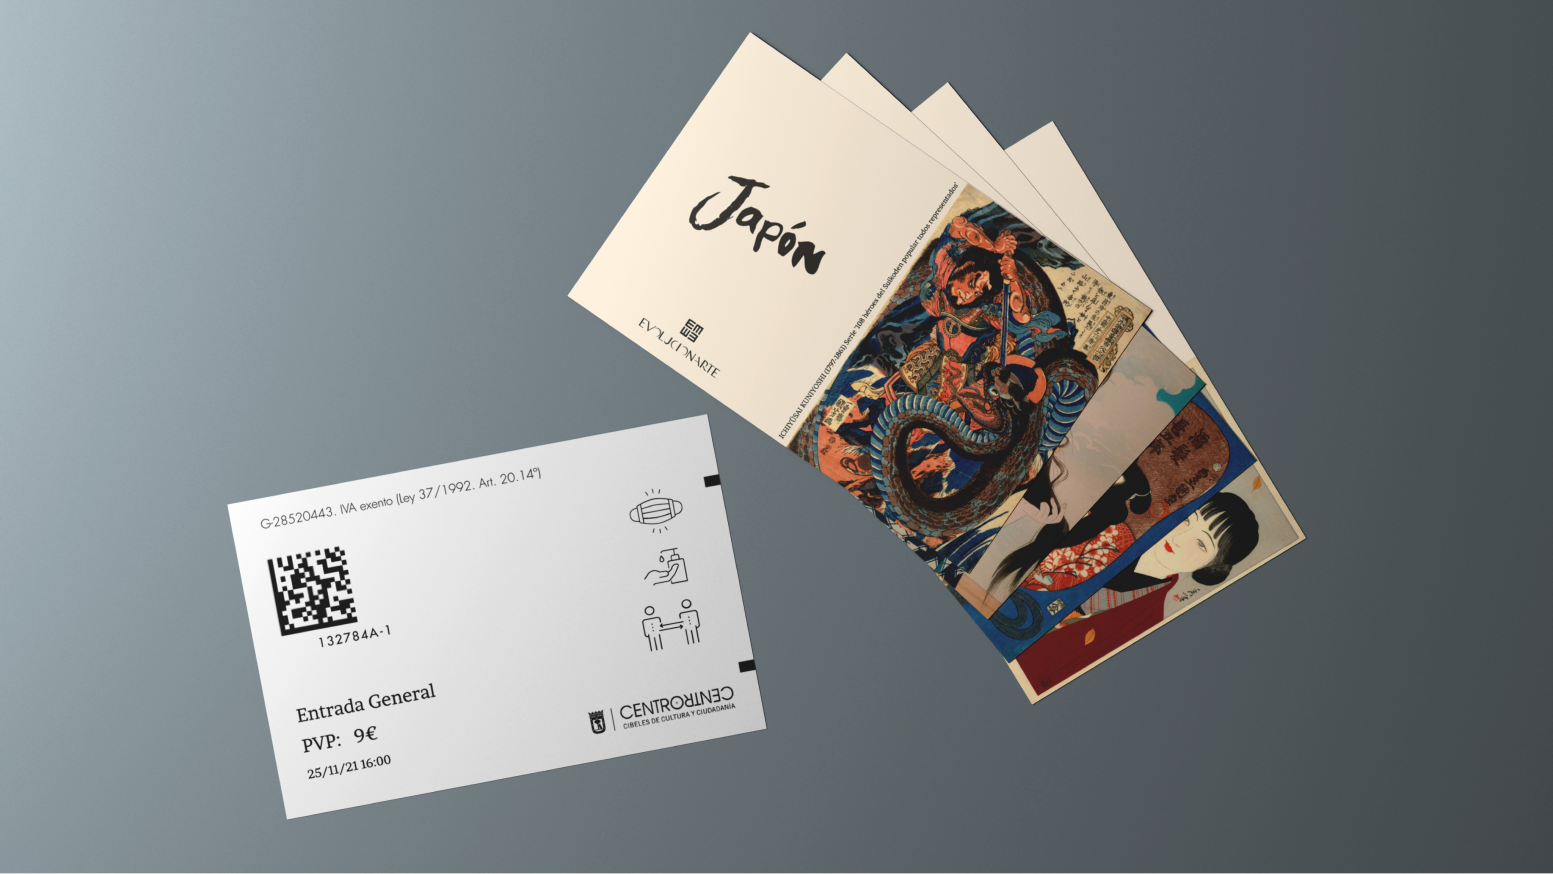 Japón
EVOLUCIONARTE
ICHIYŪSAI KUNIYOSHI (1797-1861) Serie '108 héroes del Suikoden popular todos representados'
G-28520443. IVA exento (Ley 37/1992. Art. 20.14º)
132784A-1
Entrada General
PVP: 9€
25/11/21 16:00
CENTROCENTRO
CIBELES DE CULTURA Y CIUDADANÍA